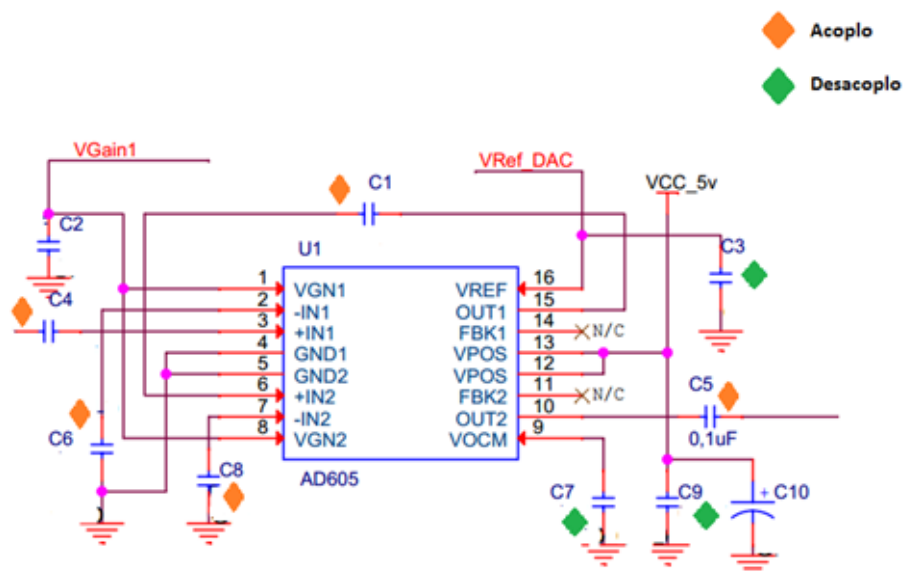 Acoplo
Desacoplo
VGain1
VRef_DAC
VCC_5v
C1
C2
C3
U1
1 VGN1 VREF 16
C4
2 -IN1 OUT1 15
3 +IN1 FBK1 14 N/C
4 GND1 VPOS 13
5 GND2 VPOS 12
6 +IN2 FBK2 11 N/C
C5
7 -IN2 OUT2 10
0,1uF
8 VGN2 VOCM 9
C6
C8
AD605
C7
C9
+ C10